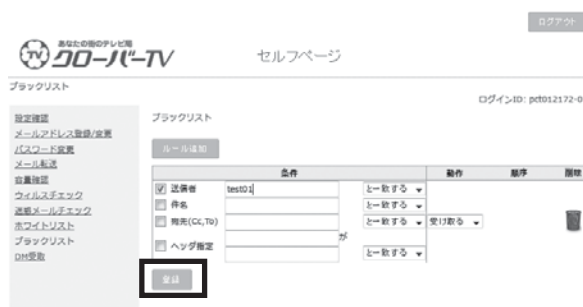 ログアウト
あなたの街のテレビ局
クローバーTV
セルフページ
ブラックリスト
ログインID: pct012172-0
設定確認
メールアドレス登録/変更
パスワード変更
メール転送
容量確認
ウィルスチェック
迷惑メールチェック
ホワイトリスト
ブラックリスト
DM受取
ブラックリスト
ルール追加
条件 動作 順序 削除
送信者 test01 と一致する
件名 と一致する
宛先(Cc,To) と一致する 受け取る
が
ヘッダ指定 と一致する
登録